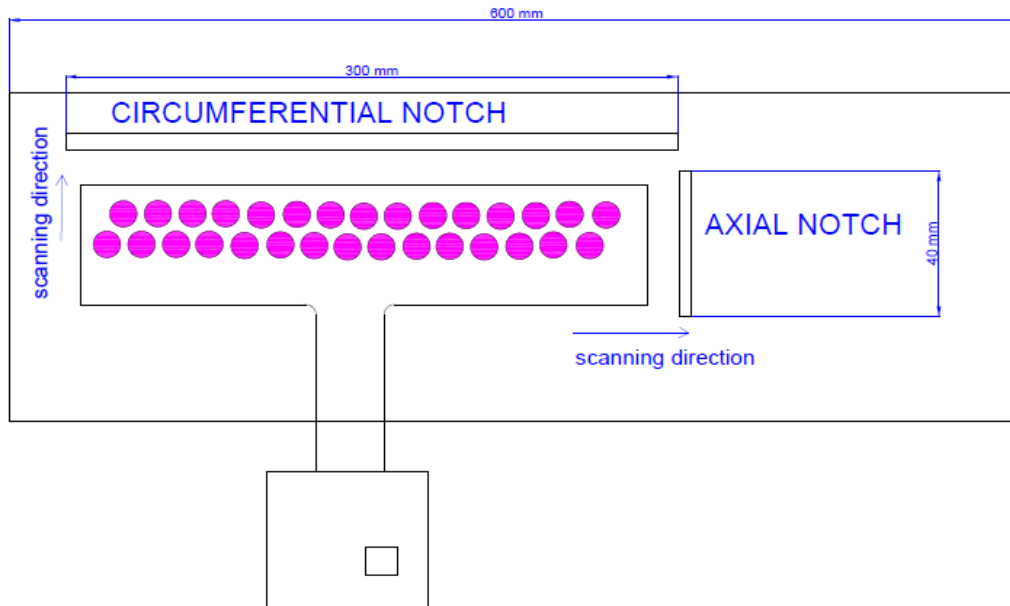 600 mm
300 mm
CIRCUMFERENTIAL NOTCH
scanning direction
AXIAL NOTCH
40 mm
scanning direction